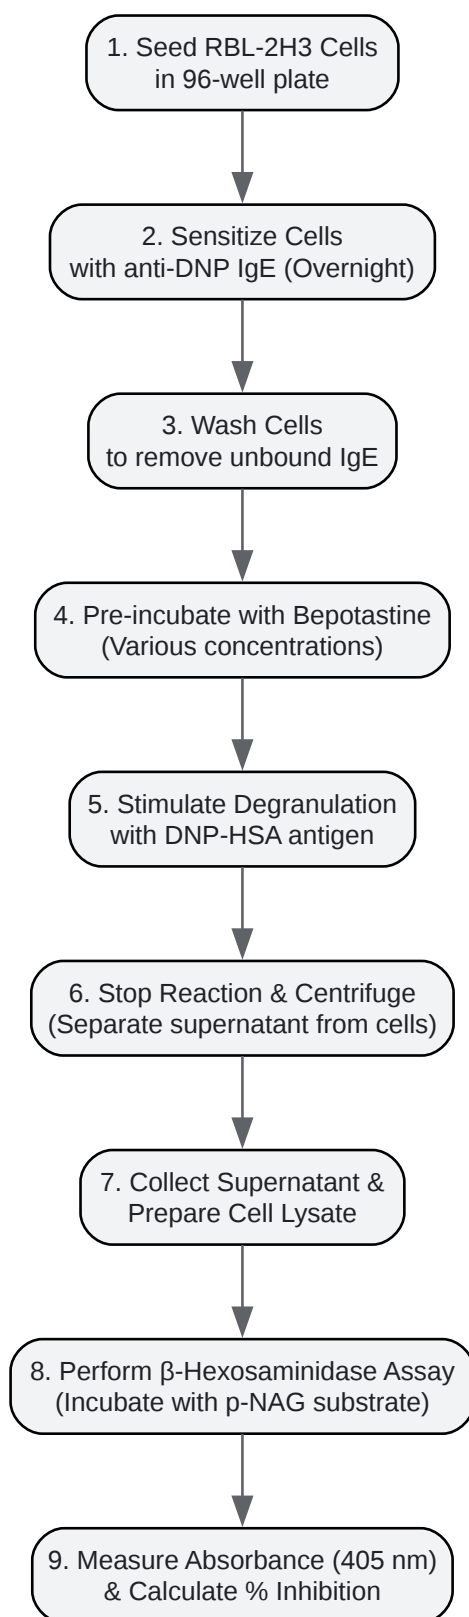 1. Seed RBL-2H3 Cells
in 96-well plate
2. Sensitize Cells
with anti-DNP IgE (Overnight)
3. Wash Cells
to remove unbound IgE
4. Pre-incubate with Bepotastine
(Various concentrations)
5. Stimulate Degranulation
with DNP-HSA antigen
6. Stop Reaction & Centrifuge
(Separate supernatant from cells)
7. Collect Supernatant &
Prepare Cell Lysate
8. Perform β-Hexosaminidase Assay
(Incubate with p-NAG substrate)
9. Measure Absorbance (405 nm)
& Calculate % Inhibition